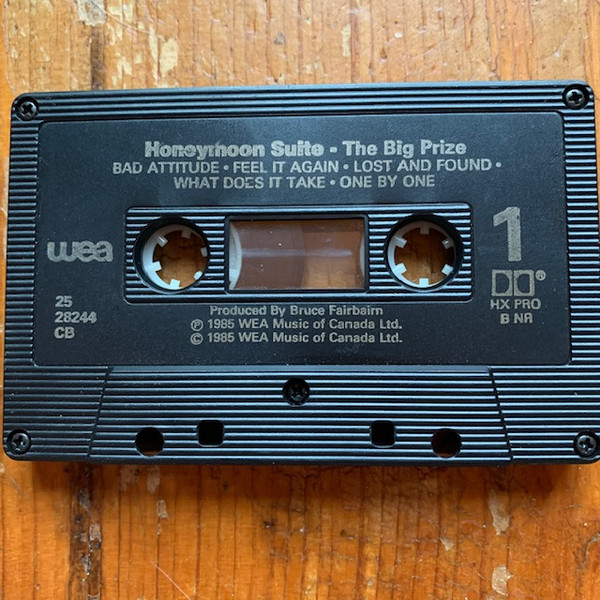 Honeymoon Suite - The Big Prize
BAD ATTITUDE • FEEL IT AGAIN • LOST AND FOUND •
WHAT DOES IT TAKE • ONE BY ONE
wea
1
25
28244
CB
HX PRO
B NR
Produced By Bruce Fairbairn
℗ 1985 WEA Music of Canada Ltd.
© 1985 WEA Music of Canada Ltd.